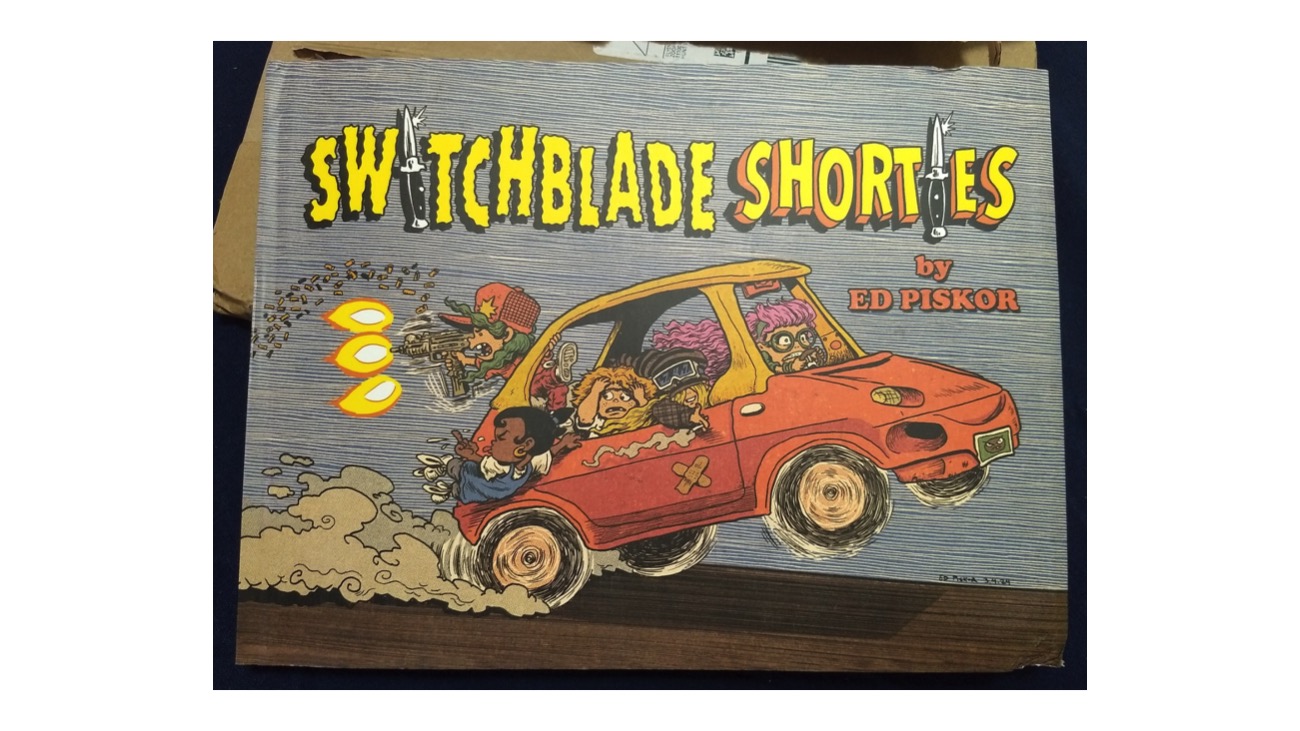 SWITCHBLADE SHORTIES
by
ED PISKOR